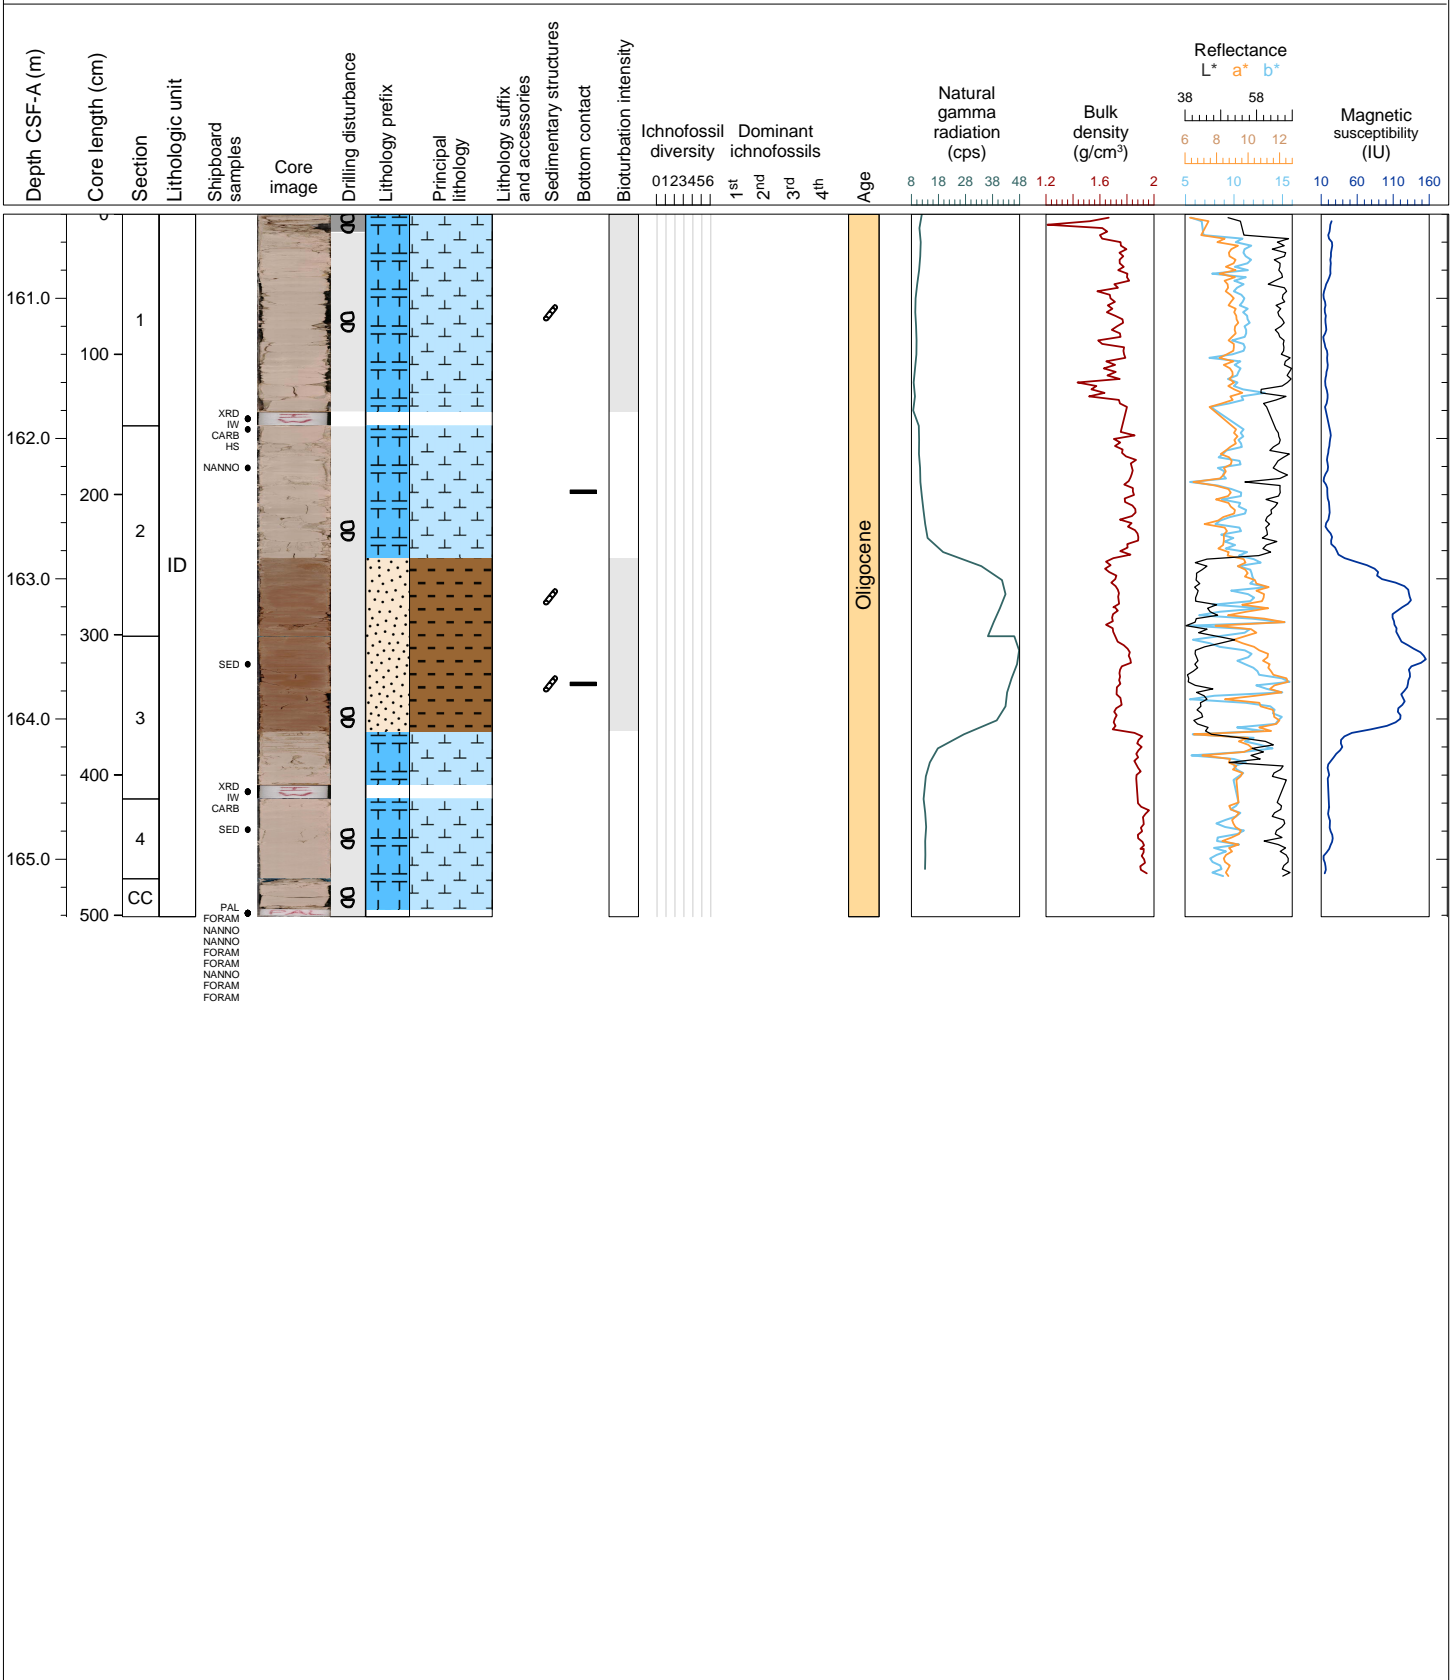 Depth CSF-A (m)
Core length (cm)
Section
Lithologic unit
Shipboard
samples
Core
image
Drilling disturbance
Lithology prefix
Principal
lithology
Lithology suffix
and accessories
Sedimentary structures
Bottom contact
Bioturbation intensity
Ichnofossil
diversity
0123456
Dominant
ichnofossils
1st 2nd 3rd 4th
Age
Natural
gamma
radiation
(cps)
8 18 28 38 48
Bulk
density
(g/cm³)
1.2 1.6 2
Reflectance
L* a* b*
38 58
6 8 10 12
5 10 15
Magnetic
susceptibility
(IU)
10 60 110 160
161.0
162.0
163.0
164.0
165.0
0
100
200
300
400
500
1
2
3
4
CC
ID
XRD
IW
CARB
HS
NANNO
SED
XRD
IW
CARB
SED
PAL
FORAM
NANNO
NANNO
FORAM
FORAM
NANNO
FORAM
FORAM
PAL
Oligocene